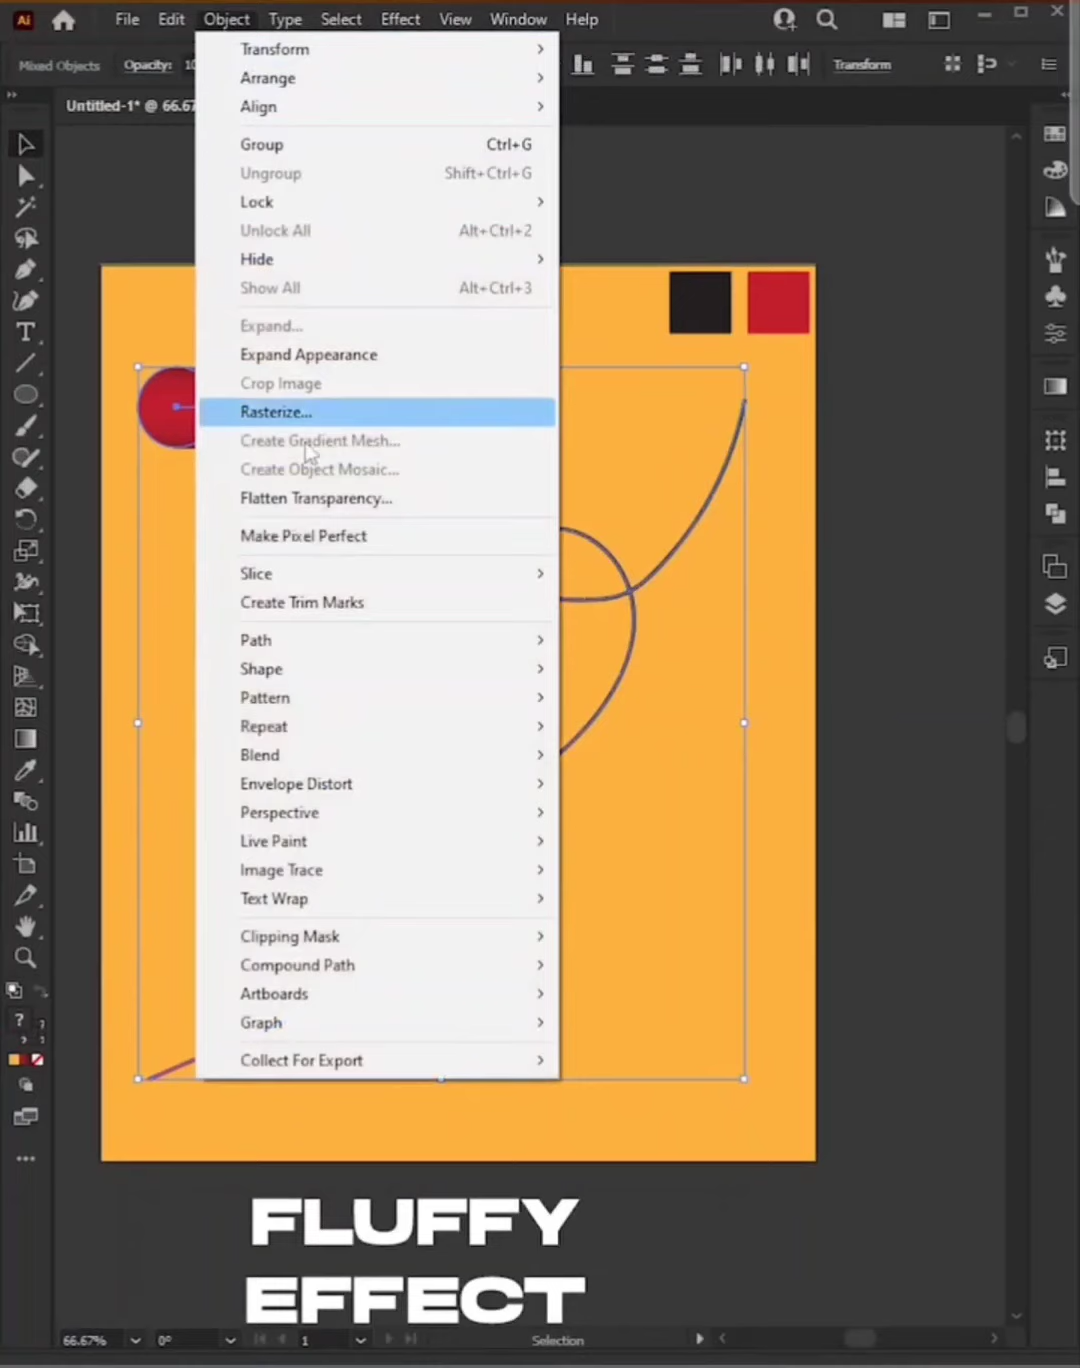 Ai File Edit Object Type Select Effect View Window Help
Mixed Objects Opacity: 10 Transform
Untitled-1* @ 66.67
Transform
Arrange
Align
Group Ctrl+G
Ungroup Shift+Ctrl+G
Lock
Unlock All Alt+Ctrl+2
Hide
Show All Alt+Ctrl+3
Expand...
Expand Appearance
Crop Image
Rasterize...
Create Gradient Mesh...
Create Object Mosaic...
Flatten Transparency...
Make Pixel Perfect
Slice
Create Trim Marks
Path
Shape
Pattern
Repeat
Blend
Envelope Distort
Perspective
Live Paint
Image Trace
Text Wrap
Clipping Mask
Compound Path
Artboards
Graph
Collect For Export
FLUFFY
EFFECT
66.67% 0° 1 Selection